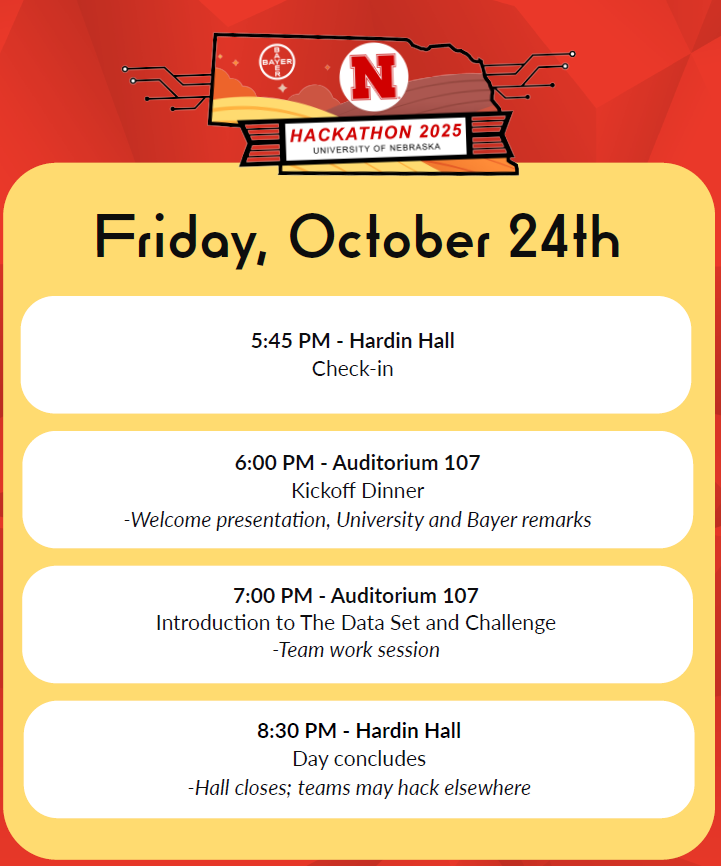 BAYER
BAYER
N
HACKATHON 2025
UNIVERSITY OF NEBRASKA
Friday, October 24th
5:45 PM - Hardin Hall
Check-in
6:00 PM - Auditorium 107
Kickoff Dinner
-Welcome presentation, University and Bayer remarks
7:00 PM - Auditorium 107
Introduction to The Data Set and Challenge
-Team work session
8:30 PM - Hardin Hall
Day concludes
-Hall closes; teams may hack elsewhere